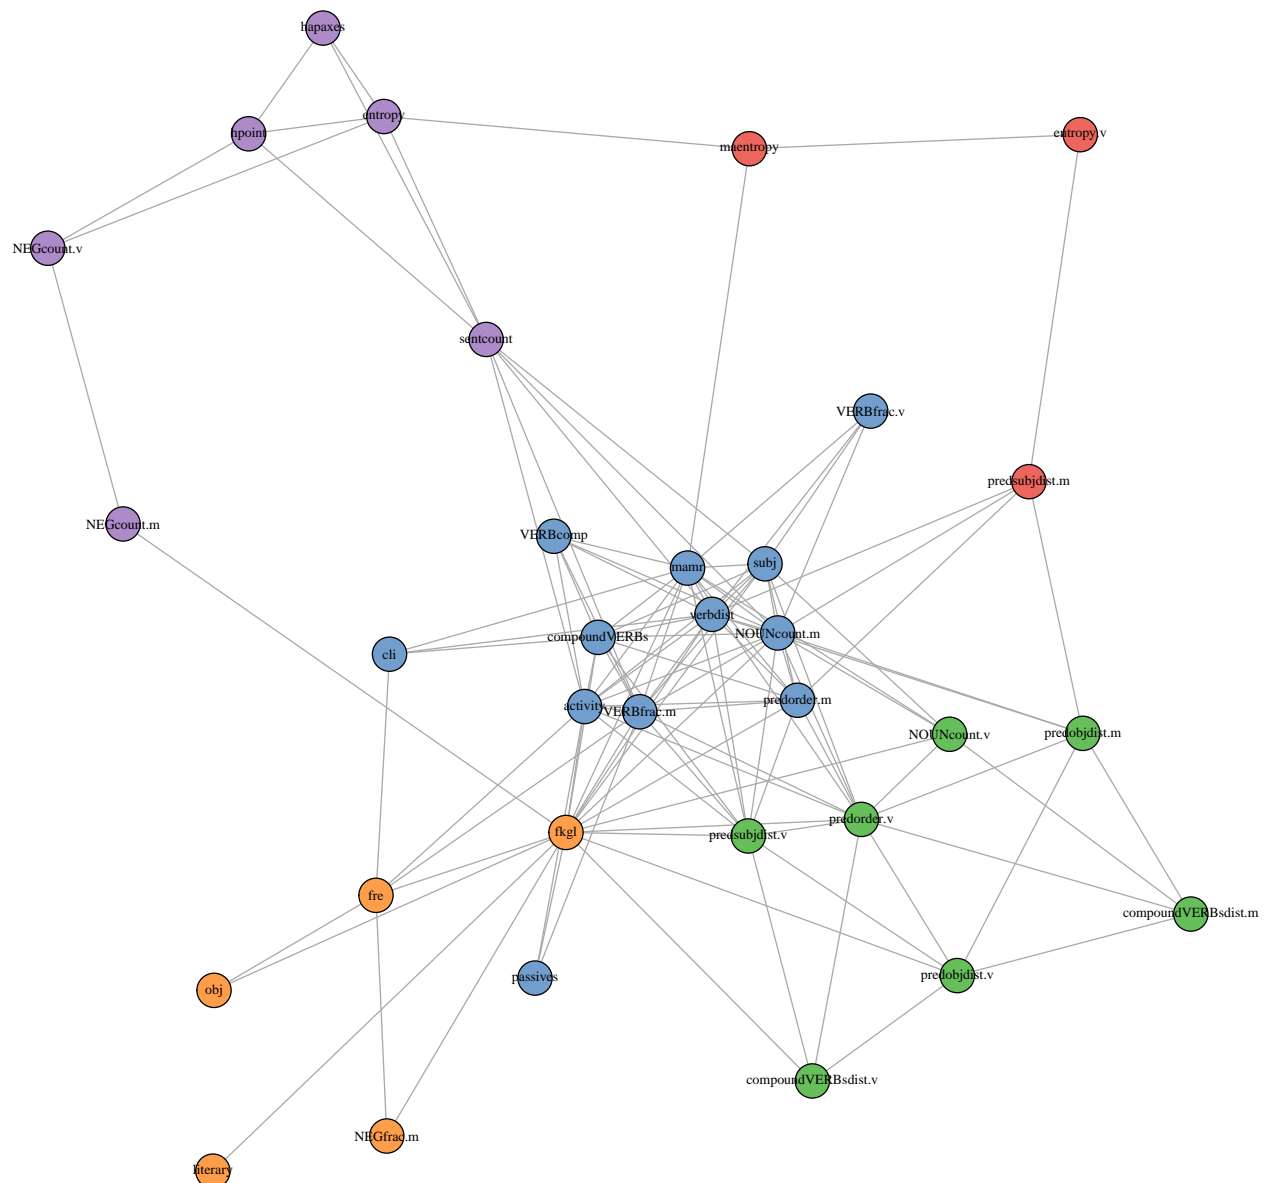 hapaxes
entropy
hpoint
maentropy
entropy.v
NEGcount.v
sentcount
VERBfrac.v
predsubjdist.m
NEGcount.m
VERBcomp
mamr
subj
verbdist
NOUNcount.m
compoundVERBs
cli
predorder.m
activity
VERBfrac.m
NOUNcount.v
predobjdist.m
fkgl
predsubjdist.v
predorder.v
fre
compoundVERBsdist.m
obj
passives
predobjdist.v
compoundVERBsdist.v
NEGfrac.m
literary